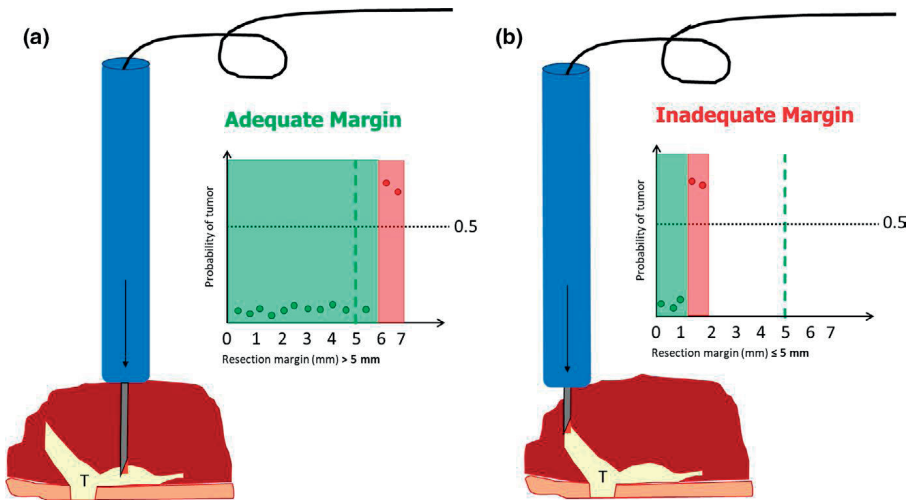 (a)
Adequate Margin
Probability of tumor
0.5
0 1 2 3 4 5 6 7
Resection margin (mm) > 5 mm
T
(b)
Inadequate Margin
Probability of tumor
0.5
0 1 2 3 4 5 6 7
Resection margin (mm) ≤ 5 mm
T